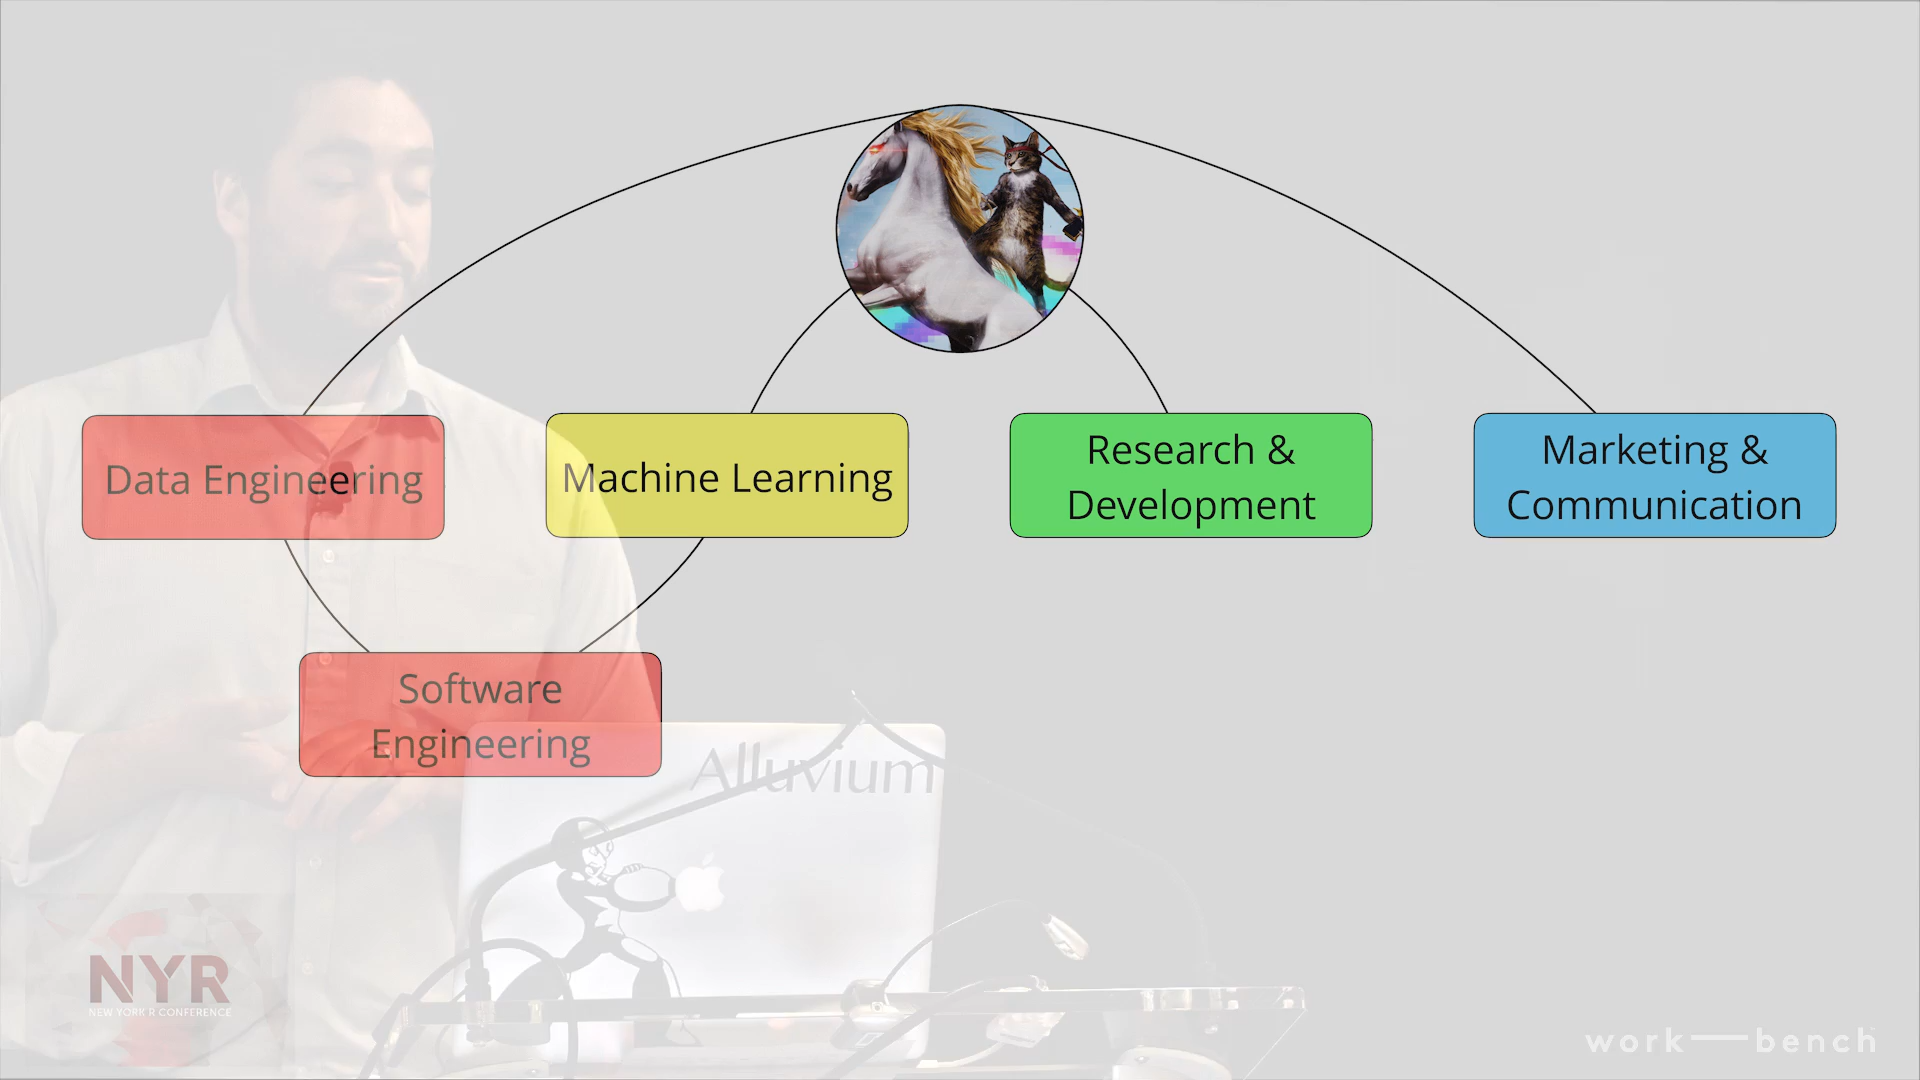 Data Engineering
Machine Learning
Research &
Development
Marketing &
Communication
Software
Engineering
Alluvium
NYR
NEW YORK R CONFERENCE
work—bench